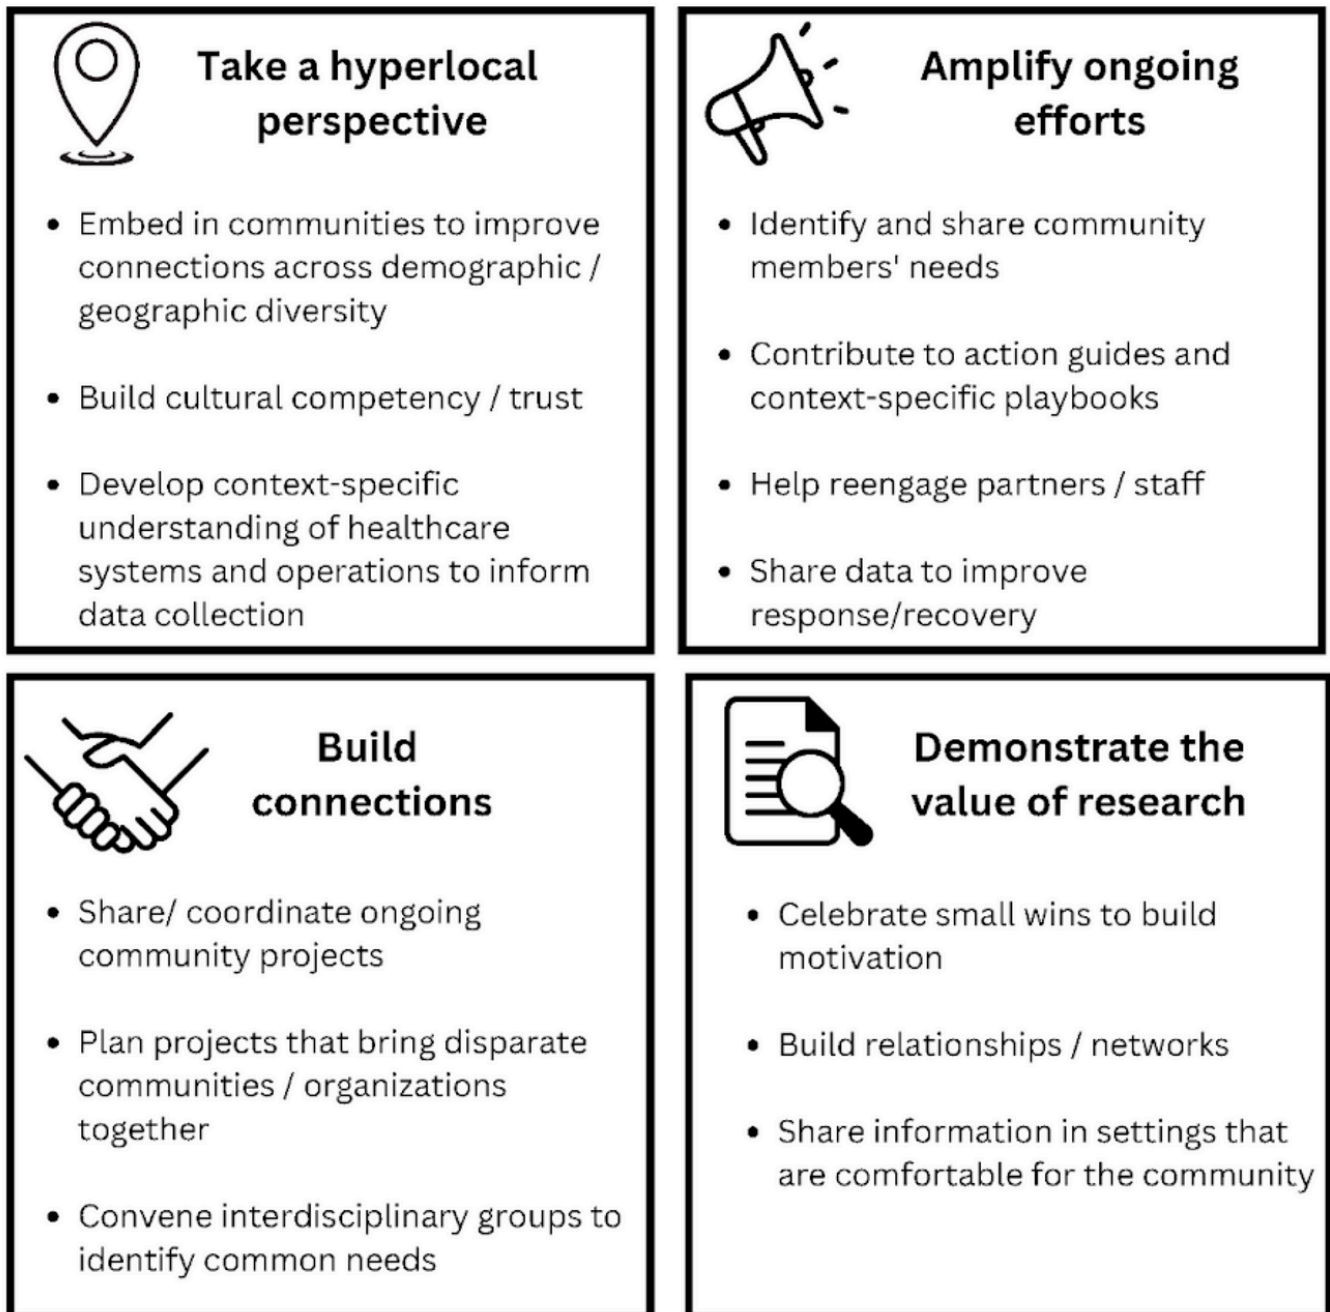 Take a hyperlocal
perspective
• Embed in communities to improve
connections across demographic /
geographic diversity
• Build cultural competency / trust
• Develop context-specific
understanding of healthcare
systems and operations to inform
data collection
Amplify ongoing
efforts
• Identify and share community
members' needs
• Contribute to action guides and
context-specific playbooks
• Help reengage partners / staff
• Share data to improve
response/recovery
Build
connections
• Share/ coordinate ongoing
community projects
• Plan projects that bring disparate
communities / organizations
together
• Convene interdisciplinary groups to
identify common needs
Demonstrate the
value of research
• Celebrate small wins to build
motivation
• Build relationships / networks
• Share information in settings that
are comfortable for the community